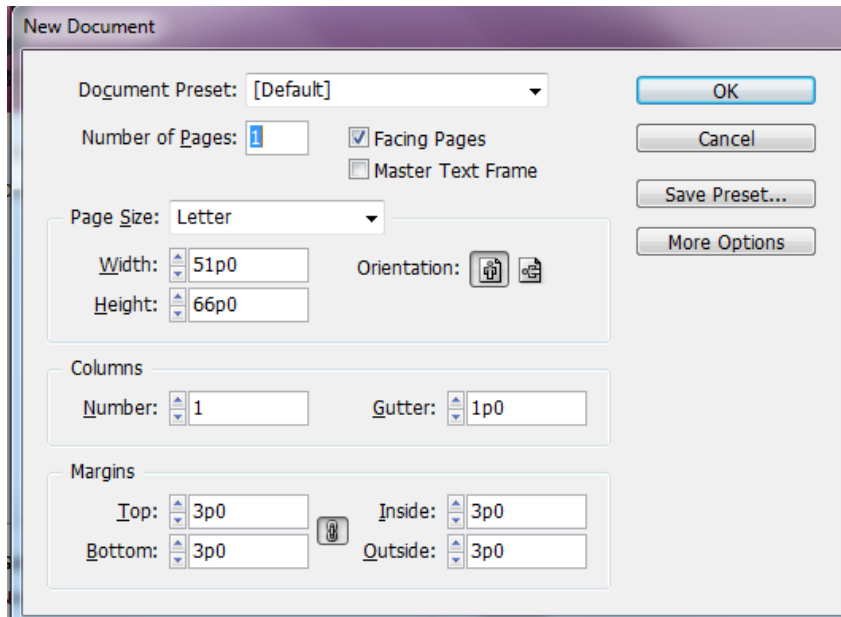 New Document
Document Preset: [Default]
OK
Number of Pages: 1
Facing Pages
Cancel
Master Text Frame
Save Preset...
Page Size: Letter
More Options
Width: 51p0
Orientation:
Height: 66p0
Columns
Number: 1
Gutter: 1p0
Margins
Top: 3p0
Inside: 3p0
Bottom: 3p0
Outside: 3p0